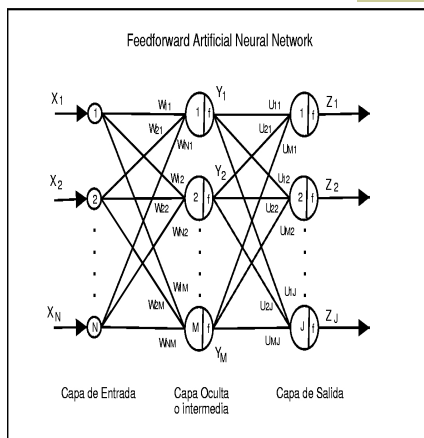 Feedforward Artificial Neural Network
X1 1 W11 1 f Y1 U11 1 f Z1
W21 U21
WN1 UM1
X2 2 W12 2 f Y2 U12 2 f Z2
W22 U22
WN2 UM2
W1M U1J
W2M U2J
XN N WNM M f YM UMJ J f ZJ
Capa de Entrada Capa Oculta Capa de Salida
o intermedia